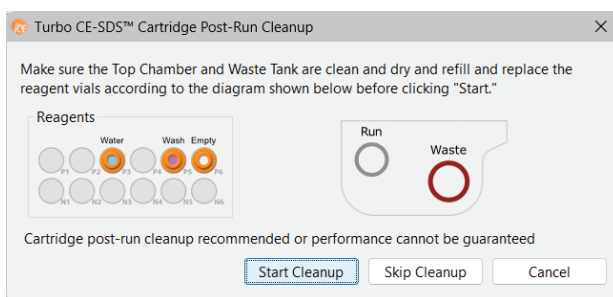 iCE Turbo CE-SDS™ Cartridge Post-Run Cleanup
Make sure the Top Chamber and Waste Tank are clean and dry and refill and replace the
reagent vials according to the diagram shown below before clicking "Start."
Reagents
Water Wash Empty
P1 P2 P3 P4 P5 P6
N1 N2 N3 N4 N5 N6
Run
Waste
Cartridge post-run cleanup recommended or performance cannot be guaranteed
Start Cleanup Skip Cleanup Cancel